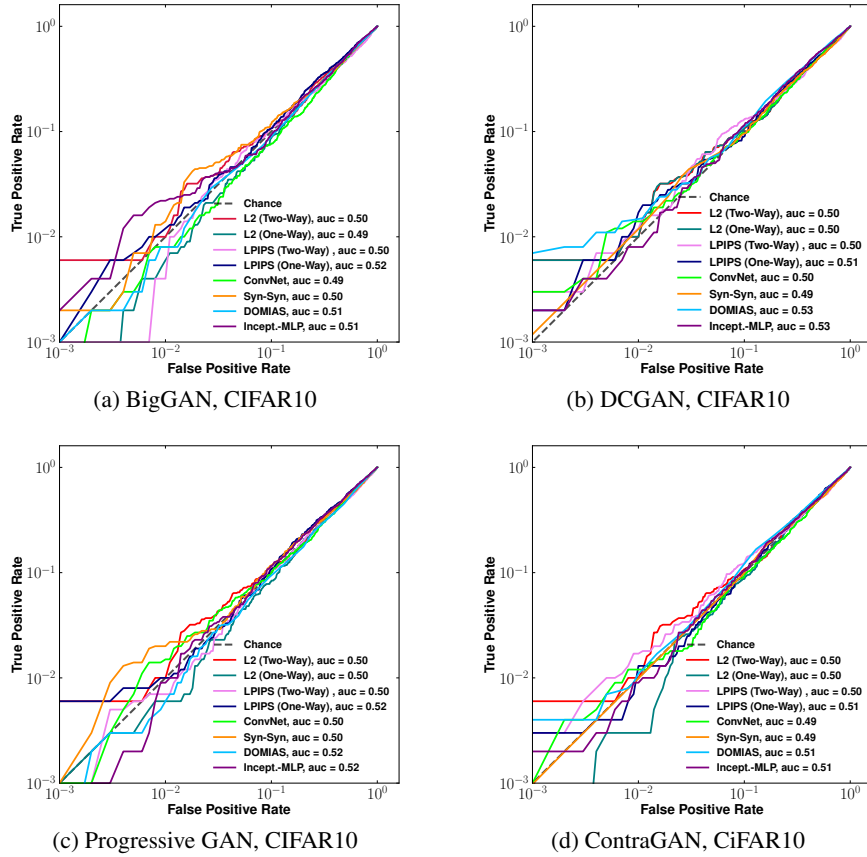 True Positive Rate
10^0
10^{-1}
10^{-2}
10^{-3}
Chance
L2 (Two-Way), auc = 0.50
L2 (One-Way), auc = 0.49
LPIPS (Two-Way) , auc = 0.50
LPIPS (One-Way), auc = 0.52
ConvNet, auc = 0.49
Syn-Syn, auc = 0.50
DOMIAS, auc = 0.51
Incept.-MLP, auc = 0.51
10^{-3} 10^{-2} 10^{-1} 10^0
False Positive Rate
(a) BigGAN, CIFAR10
True Positive Rate
10^0
10^{-1}
10^{-2}
10^{-3}
Chance
L2 (Two-Way), auc = 0.50
L2 (One-Way), auc = 0.50
LPIPS (Two-Way) , auc = 0.50
LPIPS (One-Way), auc = 0.51
ConvNet, auc = 0.50
Syn-Syn, auc = 0.49
DOMIAS, auc = 0.53
Incept.-MLP, auc = 0.53
10^{-3} 10^{-2} 10^{-1} 10^0
False Positive Rate
(b) DCGAN, CIFAR10
True Positive Rate
10^0
10^{-1}
10^{-2}
10^{-3}
Chance
L2 (Two-Way), auc = 0.50
L2 (One-Way), auc = 0.50
LPIPS (Two-Way) , auc = 0.50
LPIPS (One-Way), auc = 0.52
ConvNet, auc = 0.50
Syn-Syn, auc = 0.50
DOMIAS, auc = 0.52
Incept.-MLP, auc = 0.52
10^{-3} 10^{-2} 10^{-1} 10^0
False Positive Rate
(c) Progressive GAN, CIFAR10
True Positive Rate
10^0
10^{-1}
10^{-2}
10^{-3}
Chance
L2 (Two-Way), auc = 0.50
L2 (One-Way), auc = 0.50
LPIPS (Two-Way) , auc = 0.50
LPIPS (One-Way), auc = 0.51
ConvNet, auc = 0.49
Syn-Syn, auc = 0.49
DOMIAS, auc = 0.51
Incept.-MLP, auc = 0.51
10^{-3} 10^{-2} 10^{-1} 10^0
False Positive Rate
(d) ContraGAN, CiFAR10